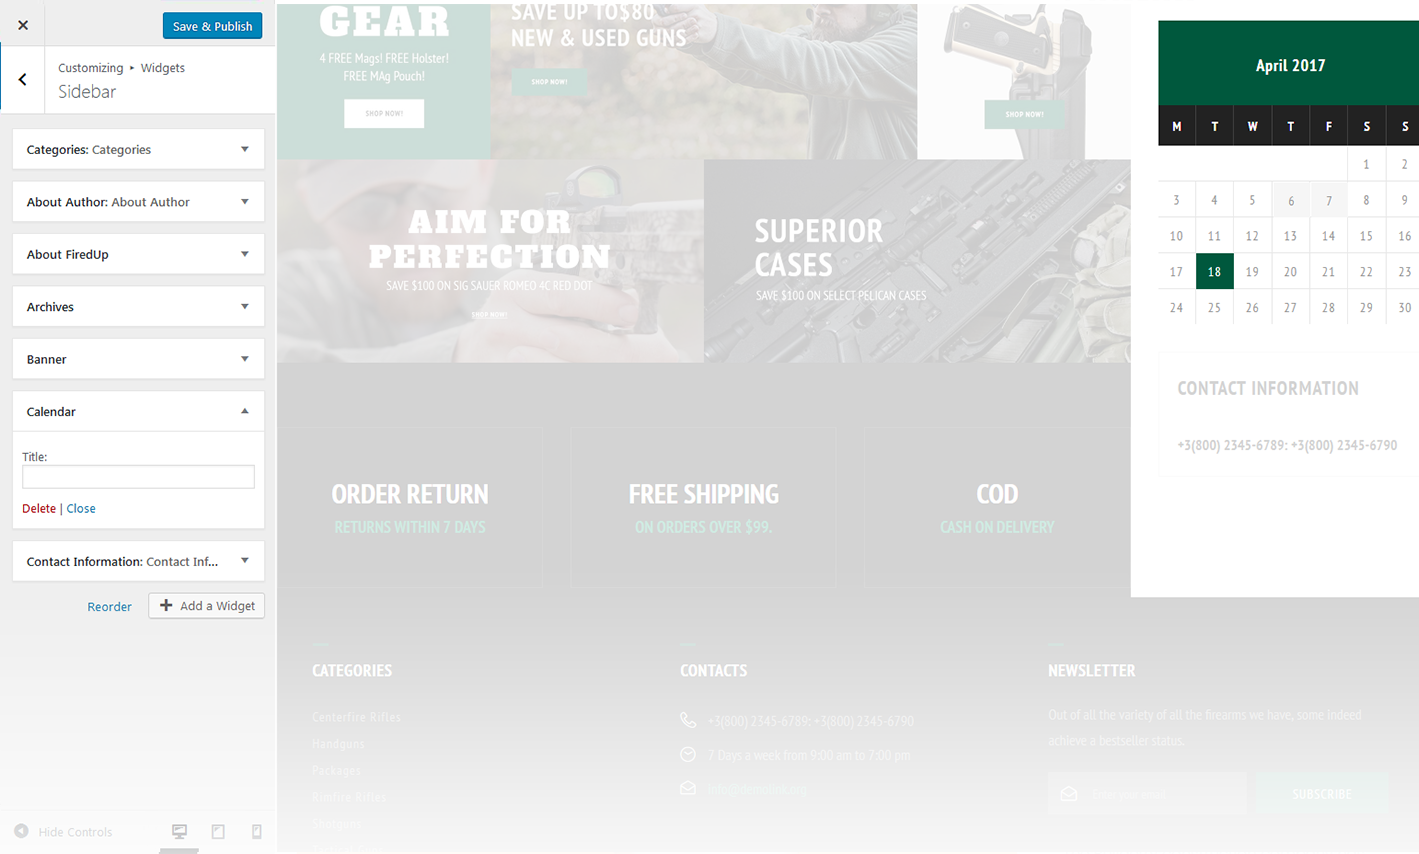 Save & Publish
Customizing ▸ Widgets
Sidebar
Categories: Categories
About Author: About Author
About FiredUp
Archives
Banner
Calendar
Title:
Delete | Close
Contact Information: Contact Inf...
Reorder
Add a Widget
Hide Controls
GEAR
4 FREE Mags! FREE Holster!
FREE MAg Pouch!
SHOP NOW!
SAVE UP TO$80
NEW & USED GUNS
SHOP NOW!
SHOP NOW!
AIM FOR
PERFECTION
SAVE $100 ON SIG SAUER ROMEO 4C RED DOT
SHOP NOW!
SUPERIOR
CASES
SAVE $100 ON SELECT PELICAN CASES
April 2017
M T W T F S S
1 2
3 4 5 6 7 8 9
10 11 12 13 14 15 16
17 18 19 20 21 22 23
24 25 26 27 28 29 30
CONTACT INFORMATION
+3(800) 2345-6789; +3(800) 2345-6790
ORDER RETURN
RETURNS WITHIN 7 DAYS
FREE SHIPPING
ON ORDERS OVER $99.
COD
CASH ON DELIVERY
CATEGORIES
Centerfire Rifles
Handguns
Packages
Rimfire Rifles
CONTACTS
+3(800) 2345-6789; +3(800) 2345-6790
7 Days a week from 9:00 am to 7:00 pm
info@demolink.org
NEWSLETTER
Out of all the variety of all the firearms we have, some indeed
achieve a bestseller status.
SUBSCRIBE